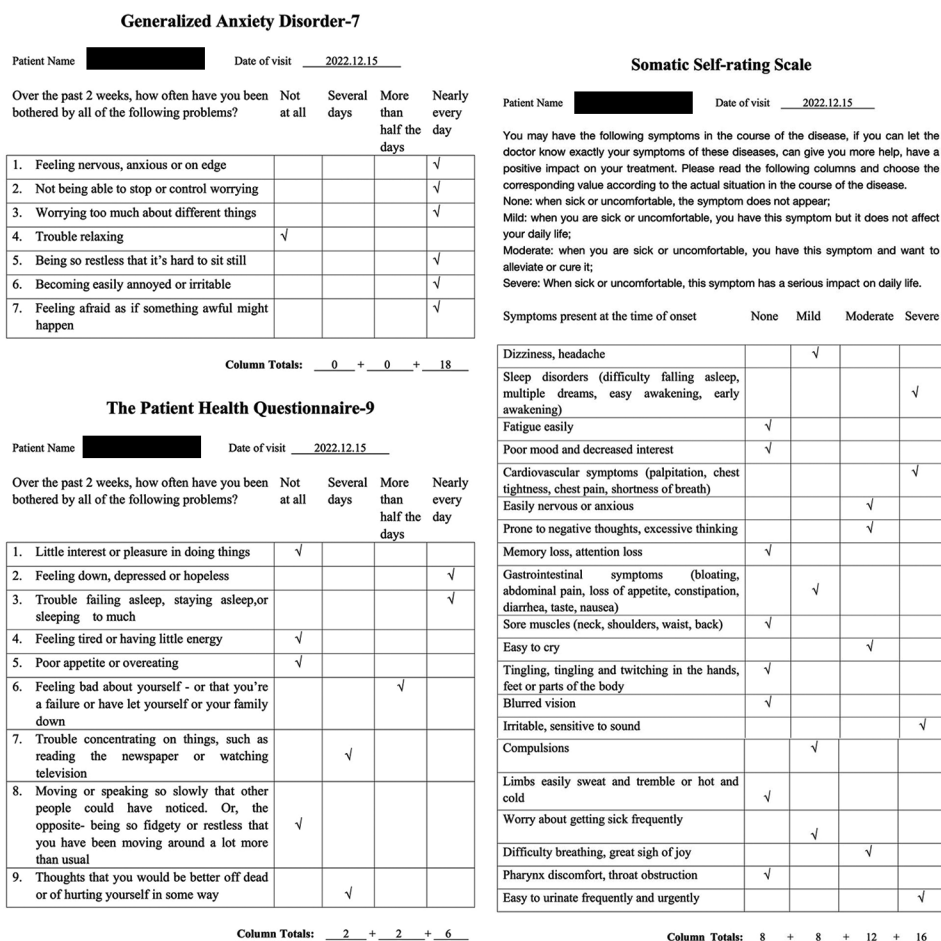 Generalized Anxiety Disorder-7
Patient Name Date of visit 2022.12.15
Over the past 2 weeks, how often have you been
bothered by all of the following problems?
Not
at all
Several
days
More
than
half the
days
Nearly
every
day
1. Feeling nervous, anxious or on edge √
2. Not being able to stop or control worrying √
3. Worrying too much about different things √
4. Trouble relaxing √
5. Being so restless that it's hard to sit still √
6. Becoming easily annoyed or irritable √
7. Feeling afraid as if something awful might √
happen
Column Totals: 0 + 0 + 18
The Patient Health Questionnaire-9
Patient Name Date of visit 2022.12.15
Over the past 2 weeks, how often have you been
bothered by all of the following problems?
Not
at all
Several
days
More
than
half the
days
Nearly
every
day
1. Little interest or pleasure in doing things √
2. Feeling down, depressed or hopeless √
3. Trouble failing asleep, staying asleep,or √
sleeping to much
4. Feeling tired or having little energy √
5. Poor appetite or overeating √
6. Feeling bad about yourself - or that you're √
a failure or have let yourself or your family
down
7. Trouble concentrating on things, such as
reading the newspaper or watching √
television
8. Moving or speaking so slowly that other
people could have noticed. Or, the
opposite- being so fidgety or restless that √
you have been moving around a lot more
than usual
9. Thoughts that you would be better off dead
or of hurting yourself in some way √
Column Totals: 2 + 2 + 6
Somatic Self-rating Scale
Patient Name Date of visit 2022.12.15
You may have the following symptoms in the course of the disease, if you can let the
doctor know exactly your symptoms of these diseases, can give you more help, have a
positive impact on your treatment. Please read the following columns and choose the
corresponding value according to the actual situation in the course of the disease.
None: when sick or uncomfortable, the symptom does not appear;
Mild: when you are sick or uncomfortable, you have this symptom but it does not affect
your daily life;
Moderate: when you are sick or uncomfortable, you have this symptom and want to
alleviate or cure it;
Severe: When sick or uncomfortable, this symptom has a serious impact on daily life.
Symptoms present at the time of onset None Mild Moderate Severe
Dizziness, headache √
Sleep disorders (difficulty falling asleep,
multiple dreams, easy awakening, early √
awakening)
Fatigue easily √
Poor mood and decreased interest √
Cardiovascular symptoms (palpitation, chest √
tightness, chest pain, shortness of breath)
Easily nervous or anxious √
Prone to negative thoughts, excessive thinking √
Memory loss, attention loss √
Gastrointestinal symptoms (bloating,
abdominal pain, loss of appetite, constipation, √
diarrhea, taste, nausea)
Sore muscles (neck, shoulders, waist, back) √
Easy to cry √
Tingling, tingling and twitching in the hands, √
feet or parts of the body
Blurred vision √
Irritable, sensitive to sound √
Compulsions √
Limbs easily sweat and tremble or hot and
cold √
Worry about getting sick frequently
√
Difficulty breathing, great sigh of joy √
Pharynx discomfort, throat obstruction √
Easy to urinate frequently and urgently √
Column Totals: 8 + 8 + 12 + 16